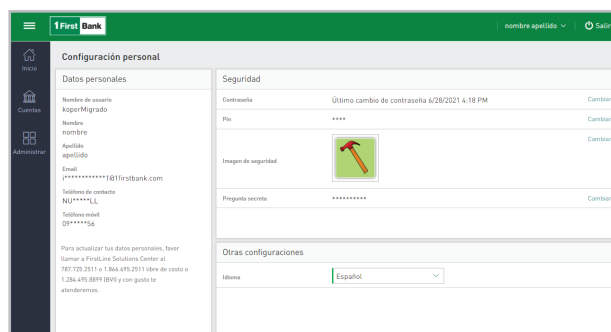 1 First Bank
nombre apellido
Salir
Inicio
Cuentas
Administrar
Configuración personal
Datos personales
Nombre de usuario
koperMigrado
Nombre
nombre
Apellido
apellido
Email
i************1@1firstbank.com
Teléfono de contacto
NU*****LL
Teléfono móvil
09*****56
Para actualizar tus datos personales, favor
llamar a FirstLine Solutions Center al
787.725.2511 o 1.866.695.2511 libre de costo o
1.284.495.8899 (BVI) y con gusto te
atenderemos.
Seguridad
Contraseña
Último cambio de contraseña 6/28/2021 4:18 PM
Cambiar
Pin
****
Cambiar
Imagen de seguridad
Cambiar
Pregunta secreta
**********
Cambiar
Otras configuraciones
Idioma
Español